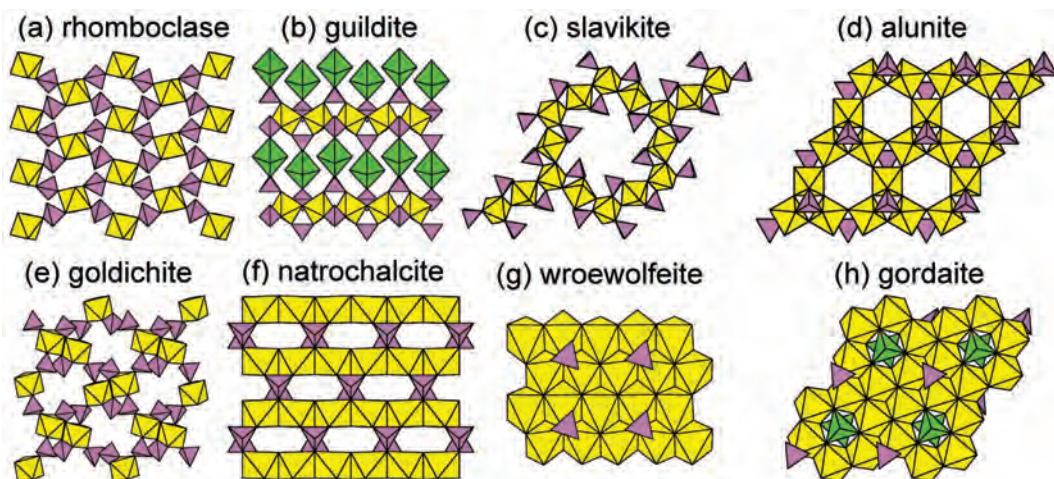 (a) rhomboclase
(b) guildite
(c) slavikite
(d) alunite
(e) goldichite
(f) natrochalcite
(g) wroewolfeite
(h) gordaite